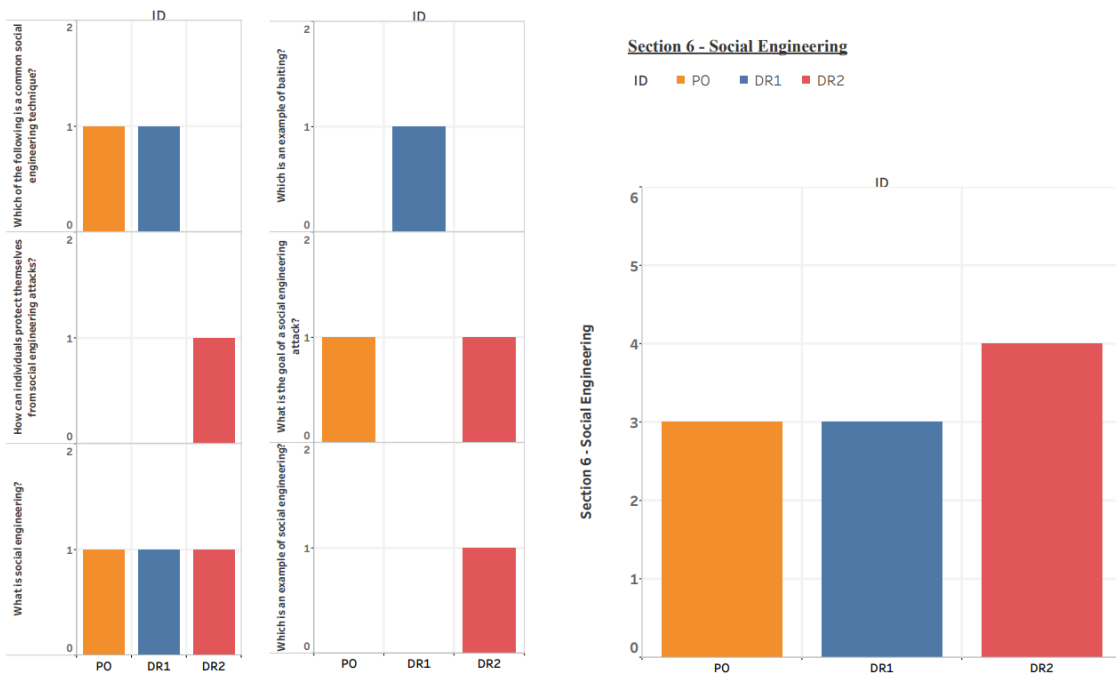 ID
2
1
0
Which of the following is a common social
engineering technique?
2
1
0
How can individuals protect themselves
from social engineering attacks?
2
1
0
What is social engineering?
PO DR1 DR2
ID
2
1
0
Which is an example of baiting?
2
1
0
What is the goal of a social engineering
attack?
2
1
0
Which is an example of social engineering?
PO DR1 DR2
Section 6 - Social Engineering
ID PO DR1 DR2
ID
6
5
4
3
2
1
0
Section 6 - Social Engineering
PO DR1 DR2